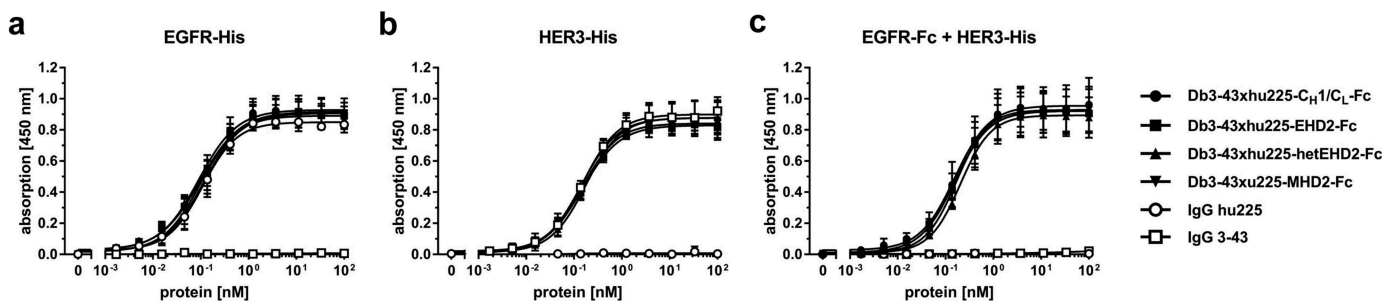 a
EGFR-His
absorption [450 nm]
1.2
1.0
0.8
0.6
0.4
0.2
0.0
0 10-3 10-2 10-1 100 101 102
protein [nM]
b
HER3-His
absorption [450 nm]
1.2
1.0
0.8
0.6
0.4
0.2
0.0
0 10-3 10-2 10-1 100 101 102
protein [nM]
c
EGFR-Fc + HER3-His
absorption [450 nm]
1.2
1.0
0.8
0.6
0.4
0.2
0.0
0 10-3 10-2 10-1 100 101 102
protein [nM]
Db3-43xhu225-CH1/CL-Fc
Db3-43xhu225-EHD2-Fc
Db3-43xhu225-hetEHD2-Fc
Db3-43xu225-MHD2-Fc
IgG hu225
IgG 3-43